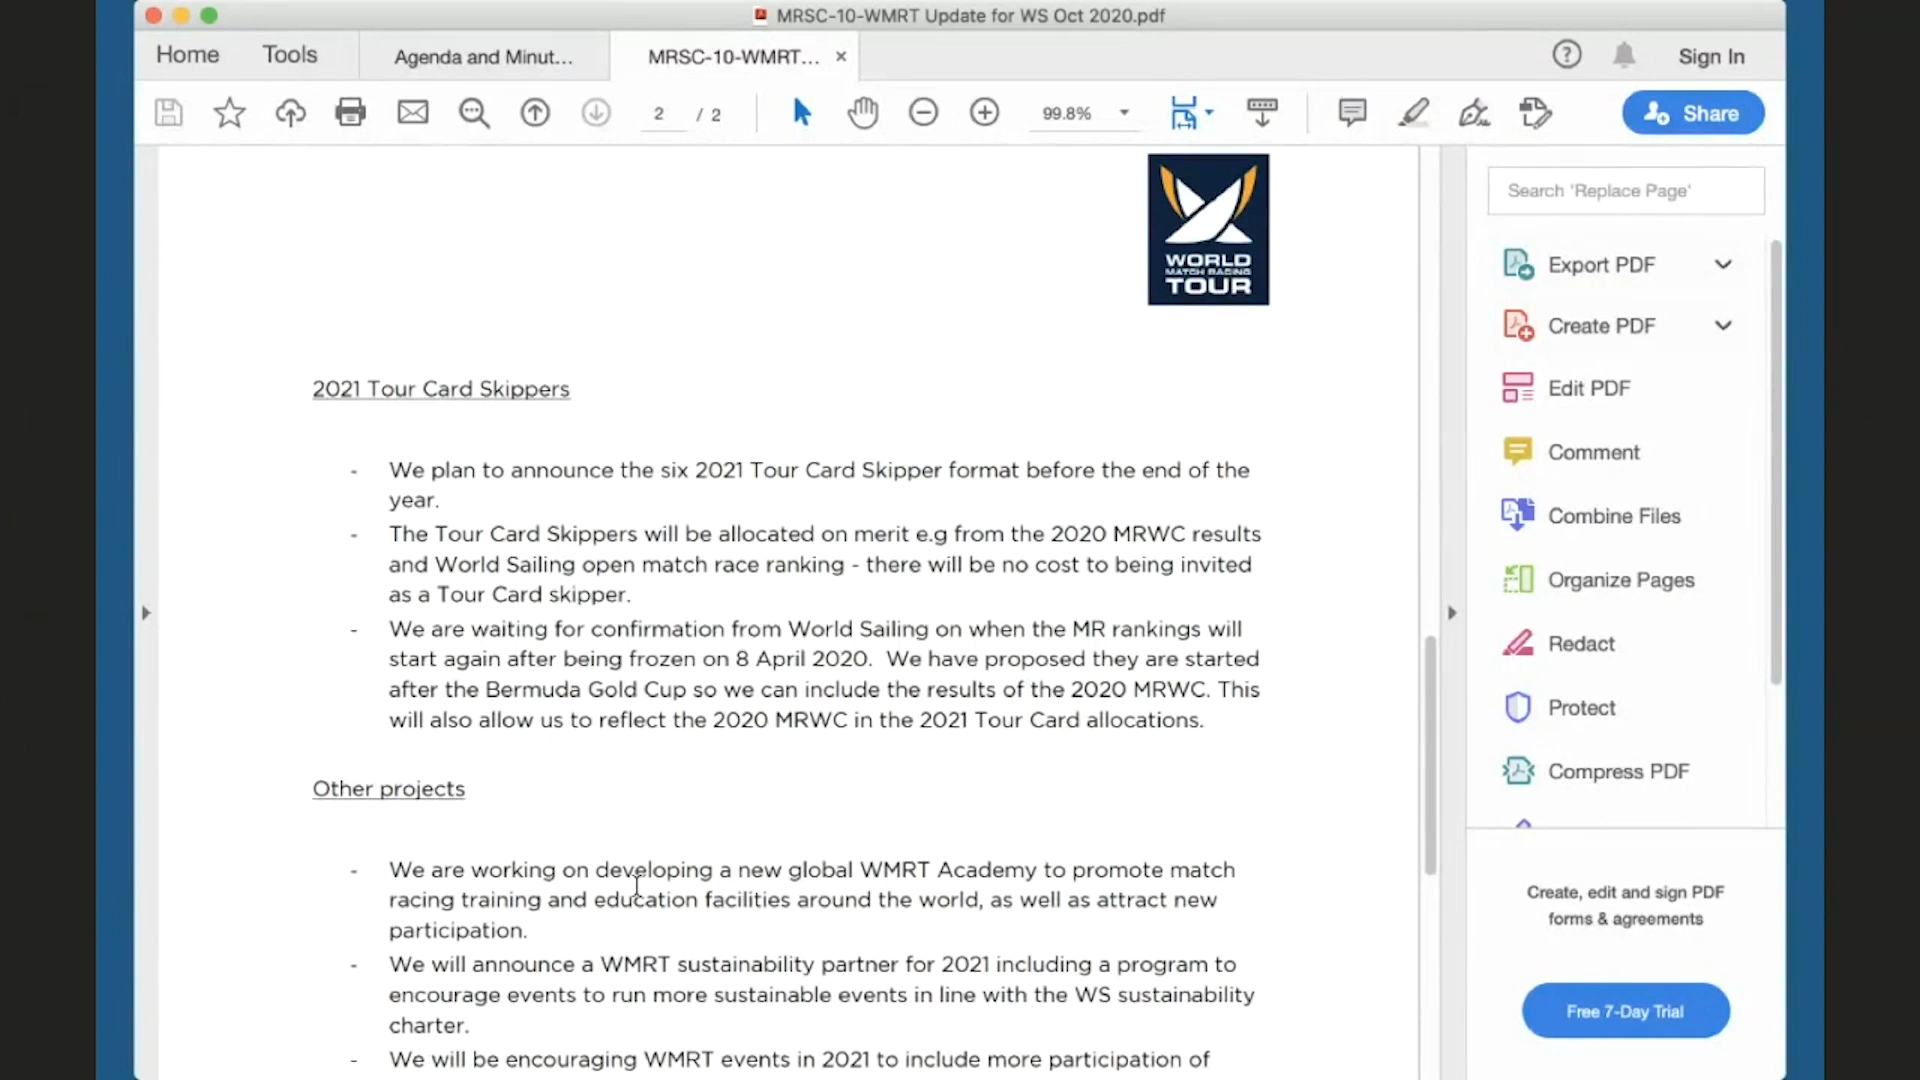 MRSC-10-WMRT Update for WS Oct 2020.pdf
Home
Tools
Agenda and Minut...
MRSC-10-WMRT...
Sign In
2 / 2
99.8%
Share
WORLD
MATCH RACING
TOUR
2021 Tour Card Skippers
- We plan to announce the six 2021 Tour Card Skipper format before the end of the
year.
- The Tour Card Skippers will be allocated on merit e.g from the 2020 MRWC results
and World Sailing open match race ranking - there will be no cost to being invited
as a Tour Card skipper.
- We are waiting for confirmation from World Sailing on when the MR rankings will
start again after being frozen on 8 April 2020. We have proposed they are started
after the Bermuda Gold Cup so we can include the results of the 2020 MRWC. This
will also allow us to reflect the 2020 MRWC in the 2021 Tour Card allocations.
Other projects
- We are working on developing a new global WMRT Academy to promote match
racing training and education facilities around the world, as well as attract new
participation.
- We will announce a WMRT sustainability partner for 2021 including a program to
encourage events to run more sustainable events in line with the WS sustainability
charter.
- We will be encouraging WMRT events in 2021 to include more participation of
Search 'Replace Page'
Export PDF
Create PDF
Edit PDF
Comment
Combine Files
Organize Pages
Redact
Protect
Compress PDF
Create, edit and sign PDF
forms & agreements
Free 7-Day Trial